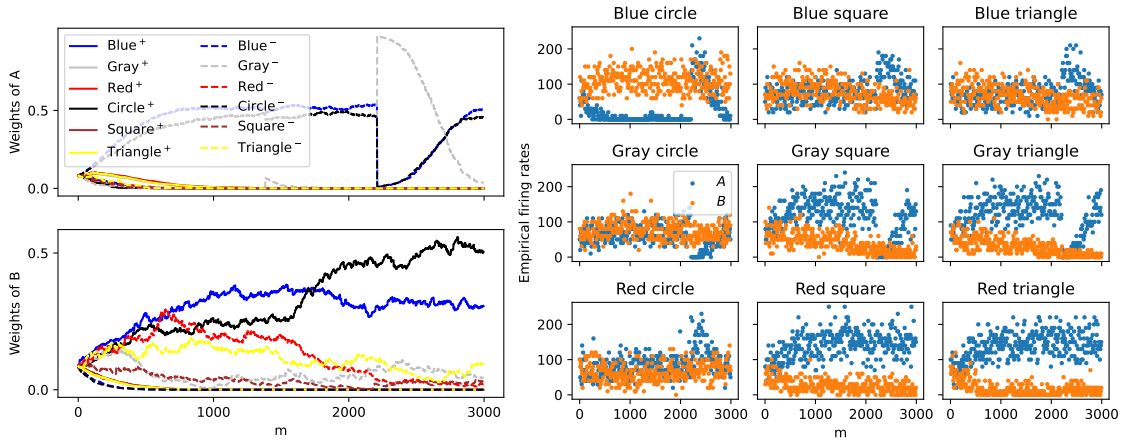 Weights of A
0.5
0.0
Blue+
Gray+
Red+
Circle+
Square+
Triangle+
Blue−
Gray−
Red−
Circle−
Square−
Triangle−
Weights of B
0.5
0.0
0
1000
2000
3000
m
Empirical firing rates
Blue circle
Blue square
Blue triangle
200
100
0
Gray circle
Gray square
Gray triangle
200
100
0
A
B
Red circle
Red square
Red triangle
200
100
0
0 1000 2000 3000
0 1000 2000 3000
0 1000 2000 3000
m